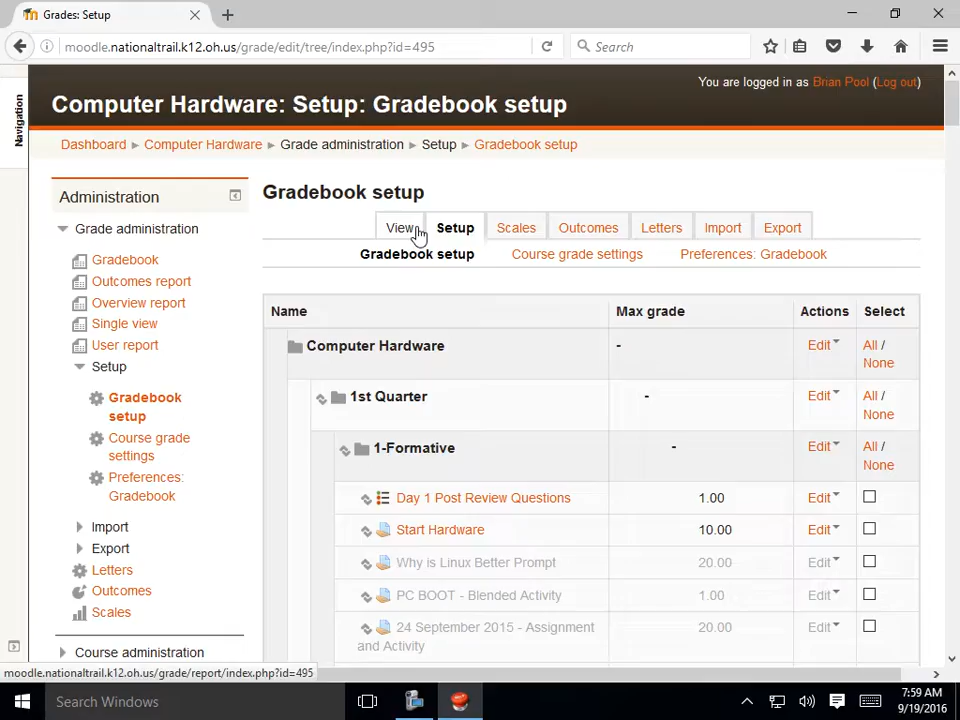 Grades: Setup
moodle.nationaltrail.k12.oh.us/grade/edit/tree/index.php?id=495
Search
You are logged in as Brian Pool (Log out)
Computer Hardware: Setup: Gradebook setup
Navigation
Dashboard ► Computer Hardware ► Grade administration ► Setup ► Gradebook setup
Administration
Grade administration
Gradebook
Outcomes report
Overview report
Single view
User report
Setup
Gradebook
setup
Course grade
settings
Preferences:
Gradebook
Import
Export
Letters
Outcomes
Scales
Course administration
Gradebook setup
View Setup Scales Outcomes Letters Import Export
Gradebook setup Course grade settings Preferences: Gradebook
Name Max grade Actions Select
Computer Hardware - Edit All /
None
1st Quarter - Edit All /
None
1-Formative - Edit All /
None
Day 1 Post Review Questions 1.00 Edit
Start Hardware 10.00 Edit
Why is Linux Better Prompt 20.00 Edit
PC BOOT - Blended Activity 1.00 Edit
24 September 2015 - Assignment 20.00 Edit
and Activity
moodle.nationaltrail.k12.oh.us/grade/report/index.php?id=495
Search Windows
7:59 AM
9/19/2016